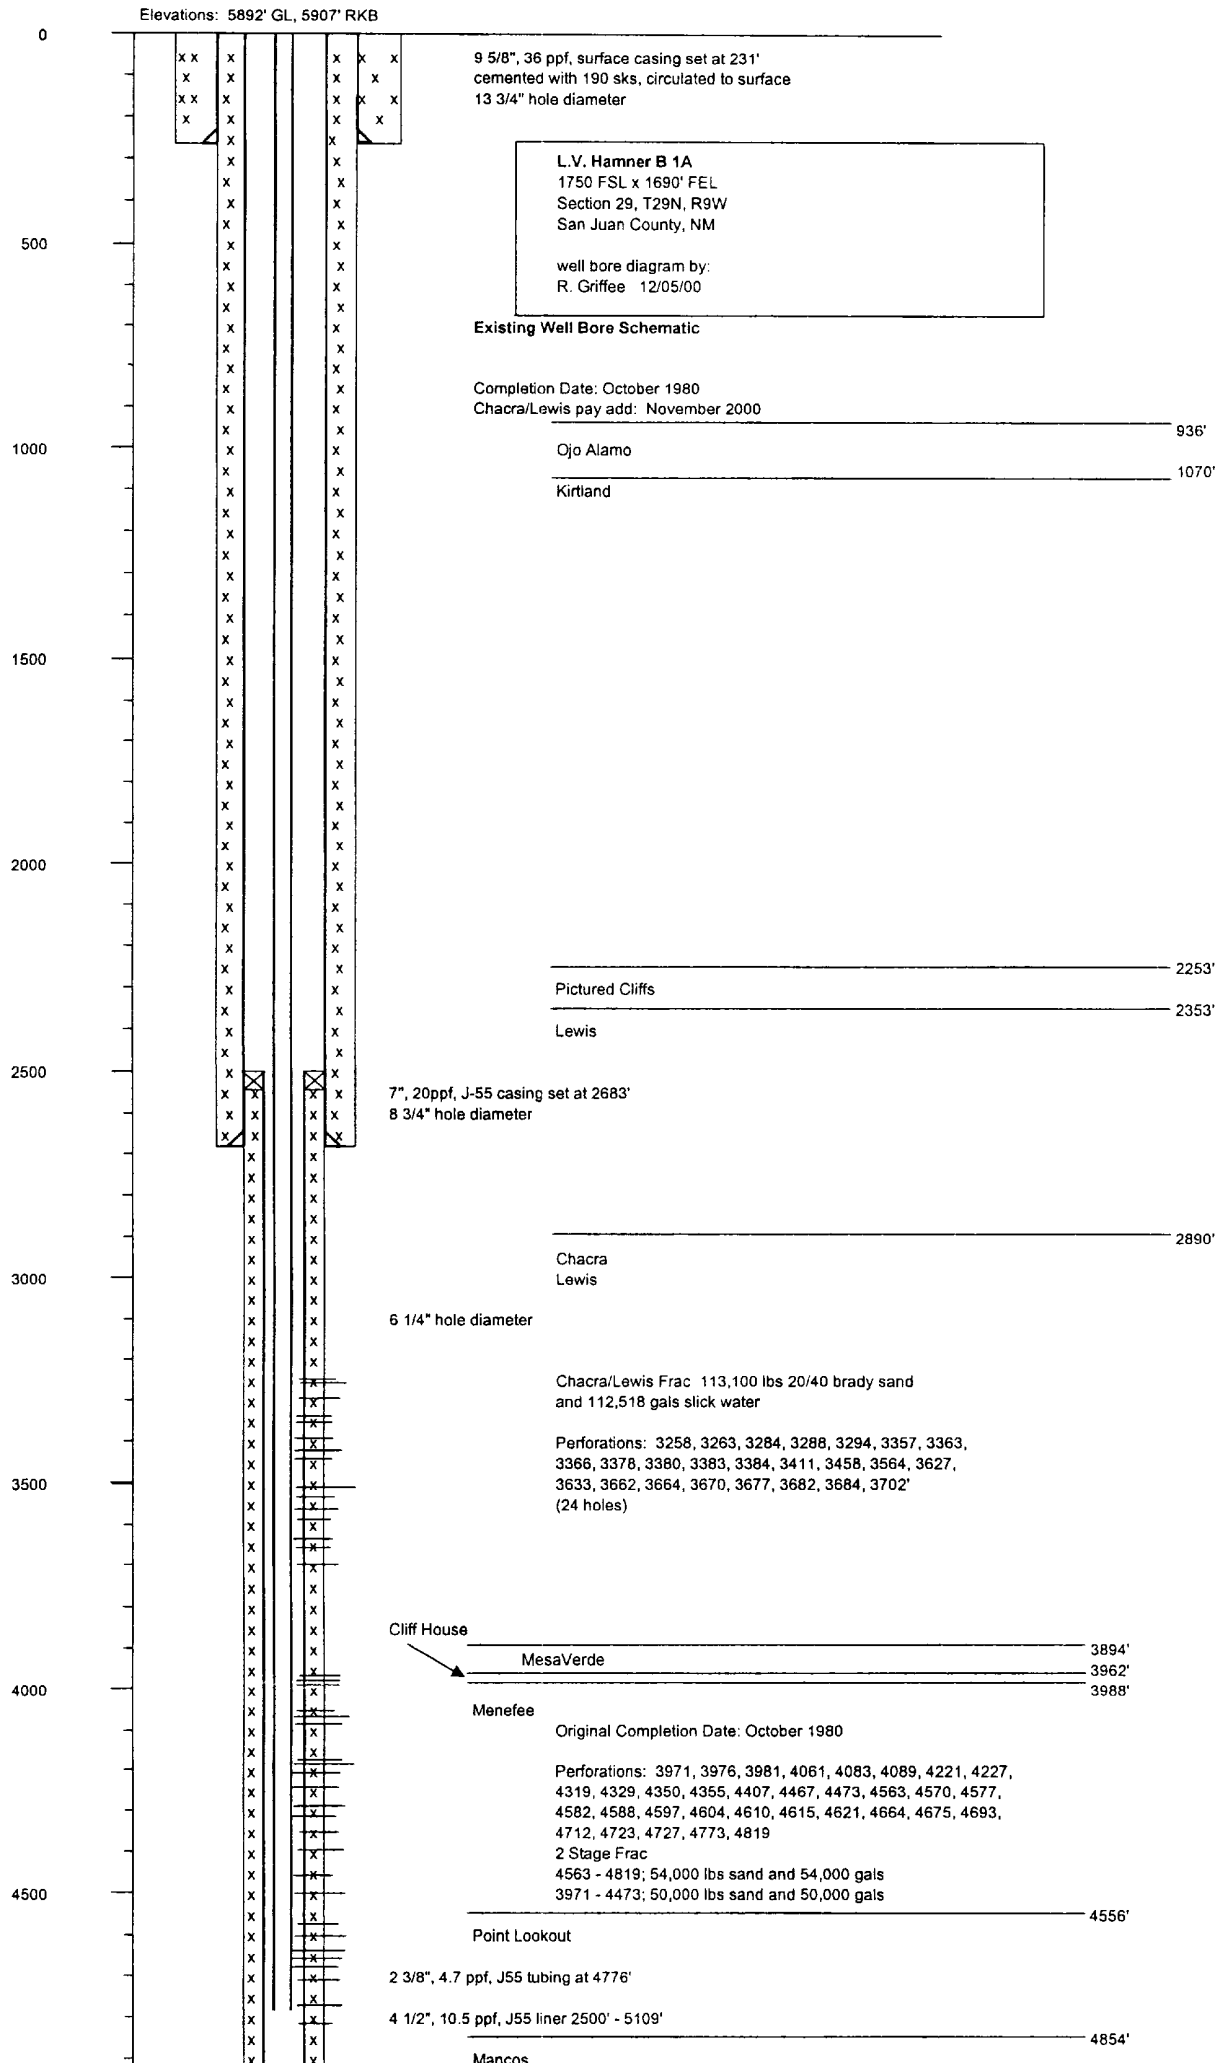 Elevations: 5892' GL, 5907' RKB
0
9 5/8", 36 ppf, surface casing set at 231'
cemented with 190 sks, circulated to surface
13 3/4" hole diameter
L.V. Hamner B 1A
1750 FSL x 1690' FEL
Section 29, T29N, R9W
San Juan County, NM
500
well bore diagram by:
R. Griffee 12/05/00
Existing Well Bore Schematic
Completion Date: October 1980
Chacra/Lewis pay add: November 2000
936'
1000
Ojo Alamo
1070'
Kirtland
1500
2000
2253'
Pictured Cliffs
2353'
Lewis
2500
7", 20ppf, J-55 casing set at 2683'
8 3/4" hole diameter
2890'
Chacra
3000
Lewis
6 1/4" hole diameter
Chacra/Lewis Frac 113,100 lbs 20/40 brady sand
and 112,518 gals slick water
Perforations: 3258, 3263, 3284, 3288, 3294, 3357, 3363,
3366, 3378, 3380, 3383, 3384, 3411, 3458, 3564, 3627,
3500
3633, 3662, 3664, 3670, 3677, 3682, 3684, 3702'
(24 holes)
Cliff House
3894'
MesaVerde
3962'
4000
3988'
Menefee
Original Completion Date: October 1980
Perforations: 3971, 3976, 3981, 4061, 4083, 4089, 4221, 4227,
4319, 4329, 4350, 4355, 4407, 4467, 4473, 4563, 4570, 4577,
4582, 4588, 4597, 4604, 4610, 4615, 4621, 4664, 4675, 4693,
4712, 4723, 4727, 4773, 4819
2 Stage Frac
4563 - 4819; 54,000 lbs sand and 54,000 gals
4500
3971 - 4473; 50,000 lbs sand and 50,000 gals
4556'
Point Lookout
2 3/8", 4.7 ppf, J55 tubing at 4776'
4 1/2", 10.5 ppf, J55 liner 2500' - 5109'
4854'
Mancos